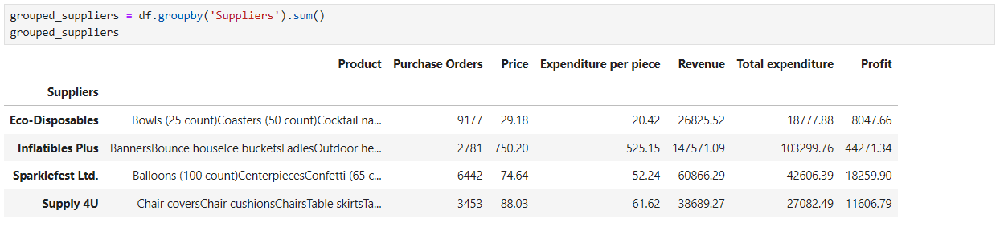 grouped_suppliers = df.groupby('Suppliers').sum()
grouped_suppliers
Product Purchase Orders Price Expenditure per piece Revenue Total expenditure Profit
Suppliers
Eco-Disposables Bowls (25 count)Coasters (50 count)Cocktail na... 9177 29.18 20.42 26825.52 18777.88 8047.66
Inflatibles Plus BannersBounce houseIce bucketsLadlesOutdoor he... 2781 750.20 525.15 147571.09 103299.76 44271.34
Sparklefest Ltd. Balloons (100 count)CenterpiecesConfetti (65 c... 6442 74.64 52.24 60866.29 42606.39 18259.90
Supply 4U Chair coversChair cushionsChairsTable skirtsTa... 3453 88.03 61.62 38689.27 27082.49 11606.79